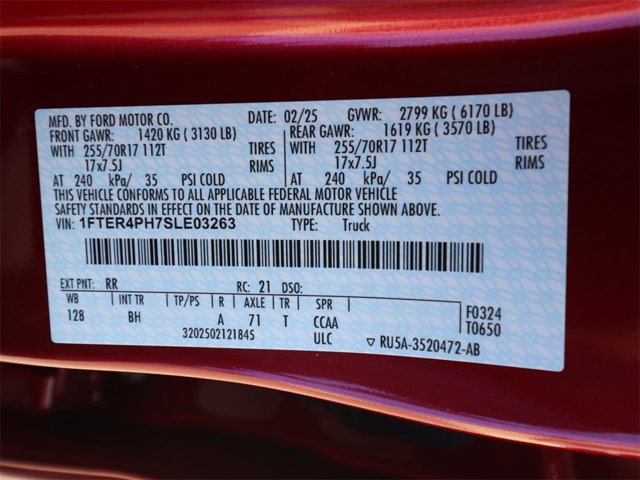 MFD. BY FORD MOTOR CO. DATE: 02/25 GVWR: 2799 KG ( 6170 LB)
FRONT GAWR: 1420 KG ( 3130 LB) REAR GAWR: 1619 KG ( 3570 LB)
WITH 255/70R17 112T TIRES WITH 255/70R17 112T TIRES
17x7.5J RIMS 17x7.5J RIMS
AT 240 kPa/ 35 PSI COLD AT 240 kPa/ 35 PSI COLD
THIS VEHICLE CONFORMS TO ALL APPLICABLE FEDERAL MOTOR VEHICLE
SAFETY STANDARDS IN EFFECT ON THE DATE OF MANUFACTURE SHOWN ABOVE.
VIN: 1FTER4PH7SLE03263 TYPE: Truck
EXT PNT: RR RC: 21 DSO:
WB INT TR TP/PS R AXLE TR SPR F0324
128 BH A 71 T CCAA T0650
3202502121845 ULC ▽ RU5A-3520472-AB